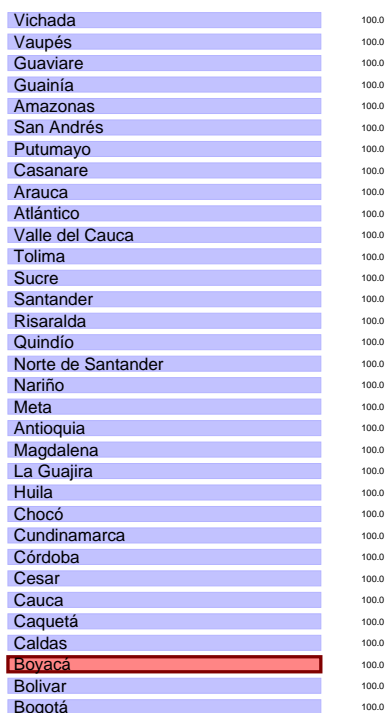 Vichada 100.0
Vaupés 100.0
Guaviare 100.0
Guainía 100.0
Amazonas 100.0
San Andrés 100.0
Putumayo 100.0
Casanare 100.0
Arauca 100.0
Atlántico 100.0
Valle del Cauca 100.0
Tolima 100.0
Sucre 100.0
Santander 100.0
Risaralda 100.0
Quindío 100.0
Norte de Santander 100.0
Nariño 100.0
Meta 100.0
Antioquia 100.0
Magdalena 100.0
La Guajira 100.0
Huila 100.0
Chocó 100.0
Cundinamarca 100.0
Córdoba 100.0
Cesar 100.0
Cauca 100.0
Caquetá 100.0
Caldas 100.0
Boyacá 100.0
Bolivar 100.0
Bogotá 100.0